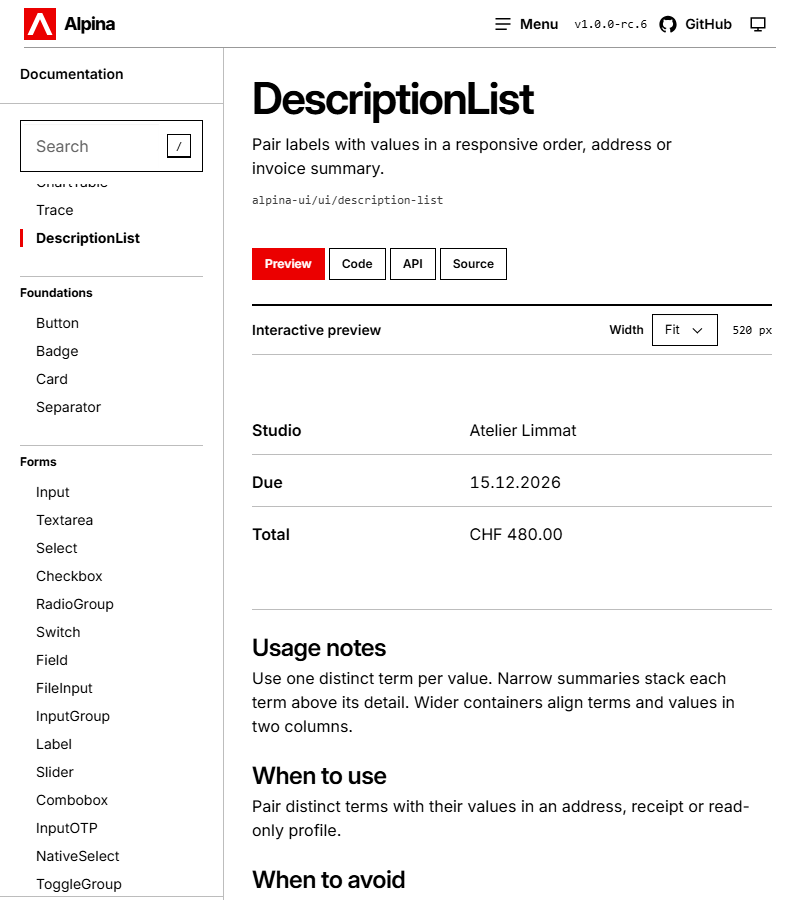 Alpina
Menu
v1.0.0-rc.6
GitHub
Documentation
Search
/
ChartTable
Trace
DescriptionList
Foundations
Button
Badge
Card
Separator
Forms
Input
Textarea
Select
Checkbox
RadioGroup
Switch
Field
FileInput
InputGroup
Label
Slider
Combobox
InputOTP
NativeSelect
ToggleGroup
DescriptionList
Pair labels with values in a responsive order, address or
invoice summary.
alpina-ui/ui/description-list
Preview
Code
API
Source
Interactive preview
Width
Fit
520 px
Studio
Atelier Limmat
Due
15.12.2026
Total
CHF 480.00
Usage notes
Use one distinct term per value. Narrow summaries stack each
term above its detail. Wider containers align terms and values in
two columns.
When to use
Pair distinct terms with their values in an address, receipt or read-
only profile.
When to avoid